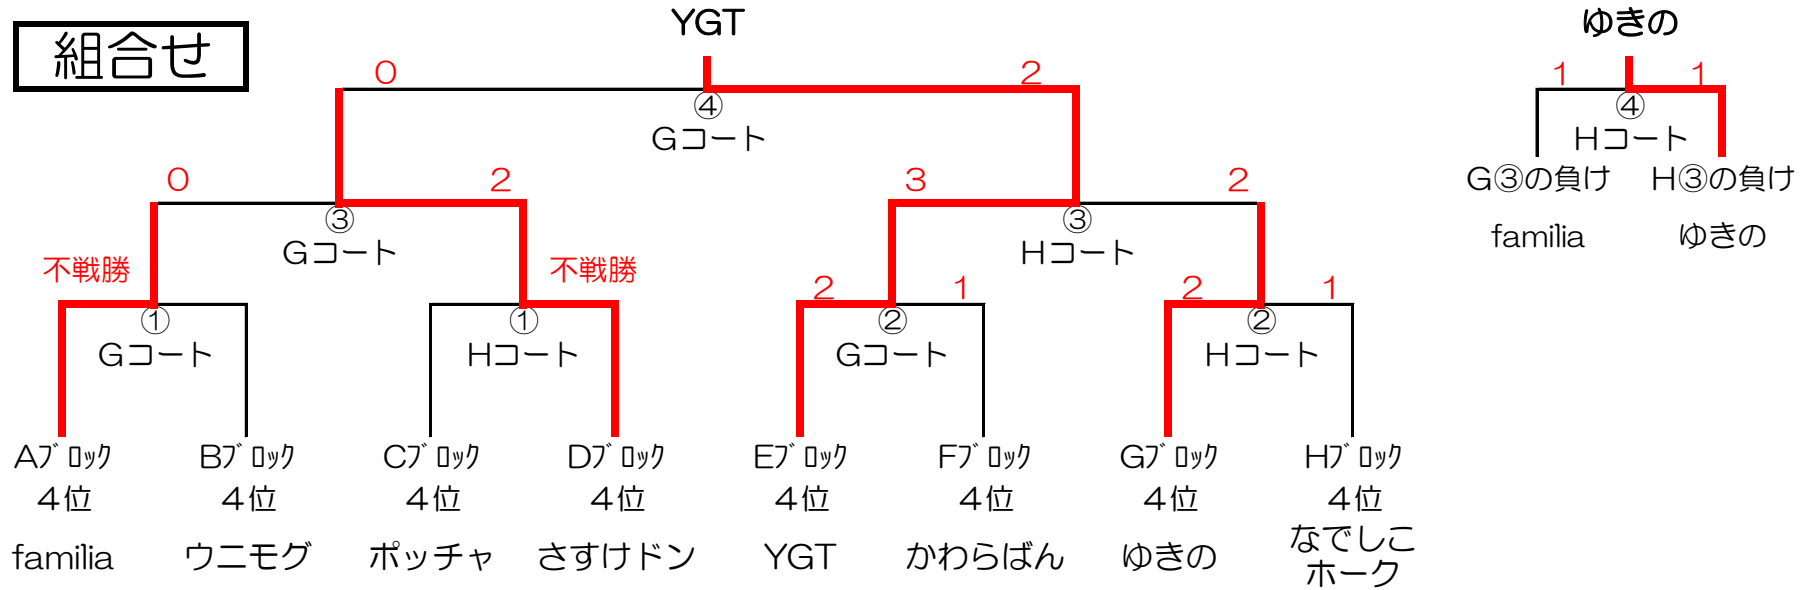 組合せ
YGT
ゆきの
0 2
④
Gコート
1 1
④
Hコート
G③の負け H③の負け
familia ゆきの
0 2
③
Gコート
3 2
③
Hコート
不戦勝 不戦勝
2 1
2 1
① ① ② ②
Gコート Hコート Gコート Hコート
Aブロック Bブロック Cブロック Dブロック Eブロック Fブロック Gブロック Hブロック
4位 4位 4位 4位 4位 4位 4位 4位
familia ウニモグ ポッチャ さすけドン YGT かわらばん ゆきの なでしこ
ホーク